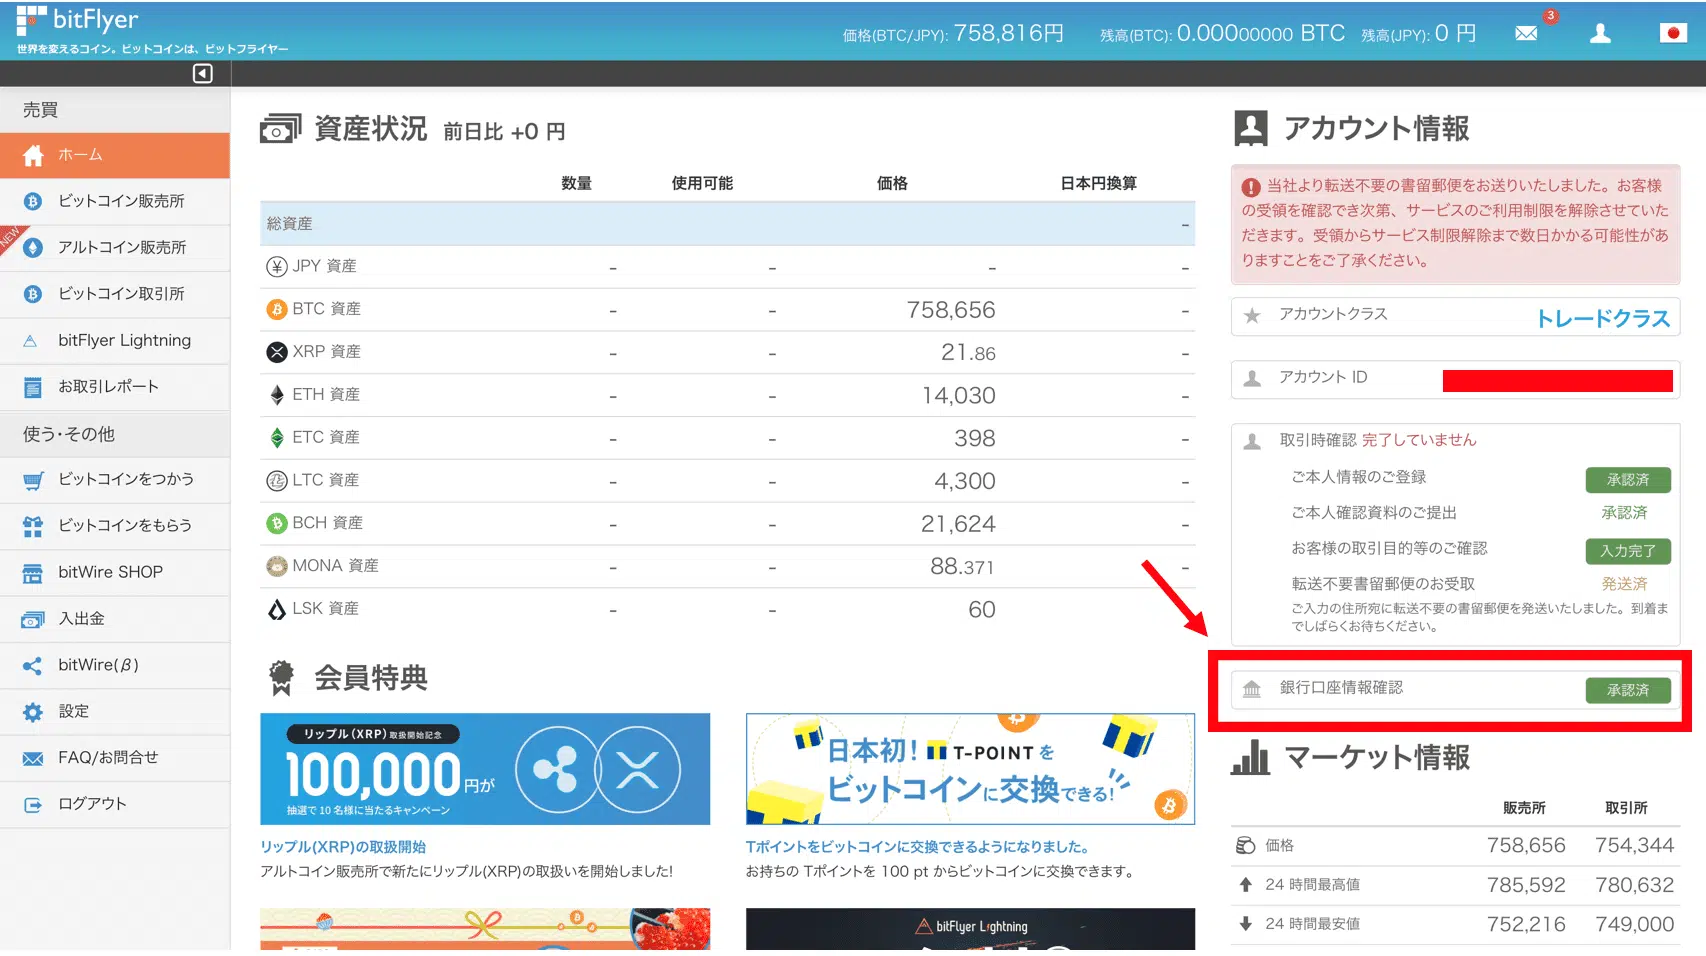 bitFlyer
世界を変えるコイン。ビットコインは、ビットフライヤー
価格(BTC/JPY): 758,816円 残高(BTC): 0.00000000 BTC 残高(JPY): 0 円
3
売買
ホーム
ビットコイン販売所
NEW
アルトコイン販売所
ビットコイン取引所
bitFlyer Lightning
お取引レポート
使う・その他
ビットコインをつかう
ビットコインをもらう
bitWire SHOP
入出金
bitWire(β)
設定
FAQ/お問合せ
ログアウト
資産状況 前日比 +0 円
数量 使用可能 価格 日本円換算
総資産 -
JPY 資産 - - - -
BTC 資産 - - 758,656 -
XRP 資産 - - 21.86 -
ETH 資産 - - 14,030 -
ETC 資産 - - 398 -
LTC 資産 - - 4,300 -
BCH 資産 - - 21,624 -
MONA 資産 - - 88.371 -
LSK 資産 - - 60
会員特典
リップル(XRP)取扱開始記念
100,000円が
抽選で10名様に当たるキャンペーン
リップル(XRP)の取扱開始
アルトコイン販売所で新たにリップル(XRP)の取扱いを開始しました!
日本初! T-POINTを
ビットコインに交換できる!
Tポイントをビットコインに交換できるようになりました。
お持ちの Tポイントを 100 pt からビットコインに交換できます。
bitFlyer Lightning
アカウント情報
当社より転送不要の書留郵便をお送りいたしました。お客様
の受領を確認でき次第、サービスのご利用制限を解除させていた
だきます。受領からサービス制限解除まで数日かかる可能性があ
りますことをご了承ください。
アカウントクラス トレードクラス
アカウント ID
取引時確認 完了していません
ご本人情報のご登録 承認済
ご本人確認資料のご提出 承認済
お客様の取引目的等のご確認 入力完了
転送不要書留郵便のお受取 発送済
ご入力の住所宛に転送不要の書留郵便を発送いたしました。到着ま
でしばらくお待ちください。
銀行口座情報確認 承認済
マーケット情報
販売所 取引所
価格 758,656 754,344
24 時間最高値 785,592 780,632
24 時間最安値 752,216 749,000